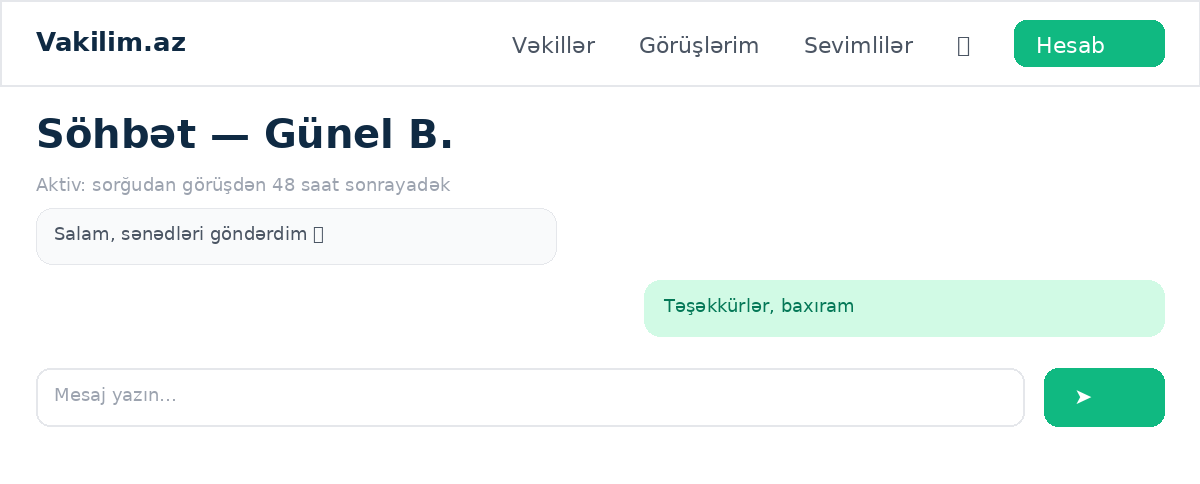 Vakilim.az
Vəkillər Görüşlərim Sevimlilər Hesab
Söhbət — Günel B.
Aktiv: sorğudan görüşdən 48 saat sonrayadək
Salam, sənədləri göndərdim
Təşəkkürlər, baxıram
Mesaj yazın…
➤